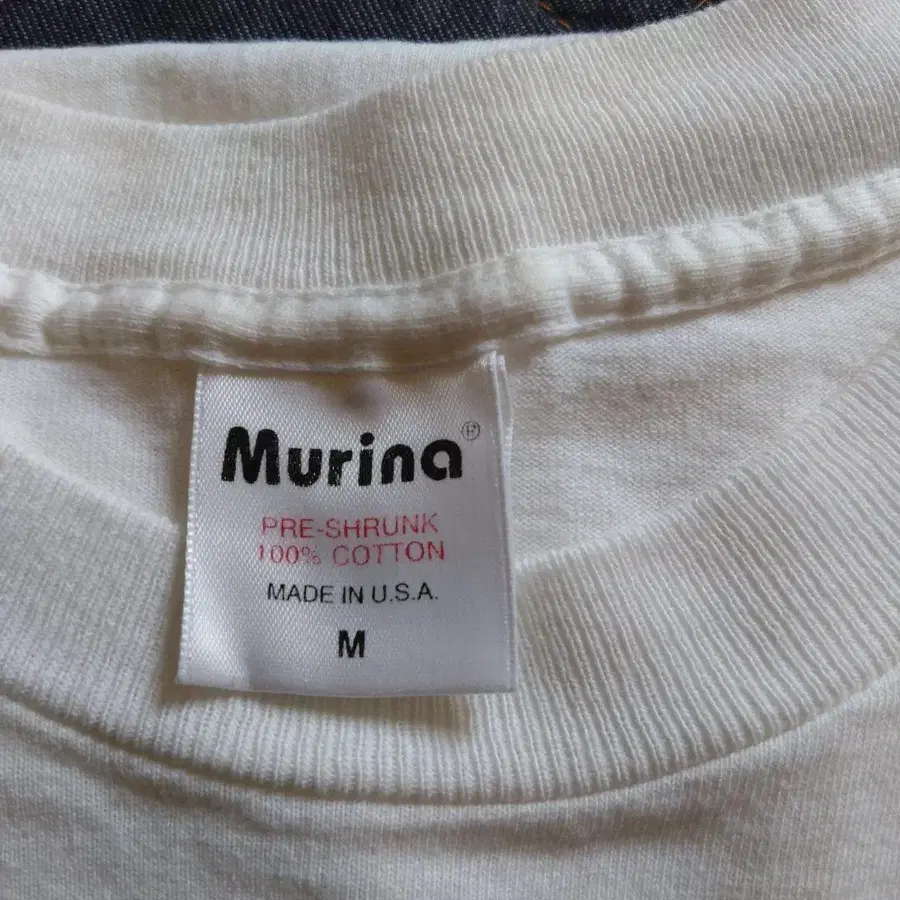 Murina®
PRE-SHRUNK
100% COTTON
MADE IN U.S.A.
M